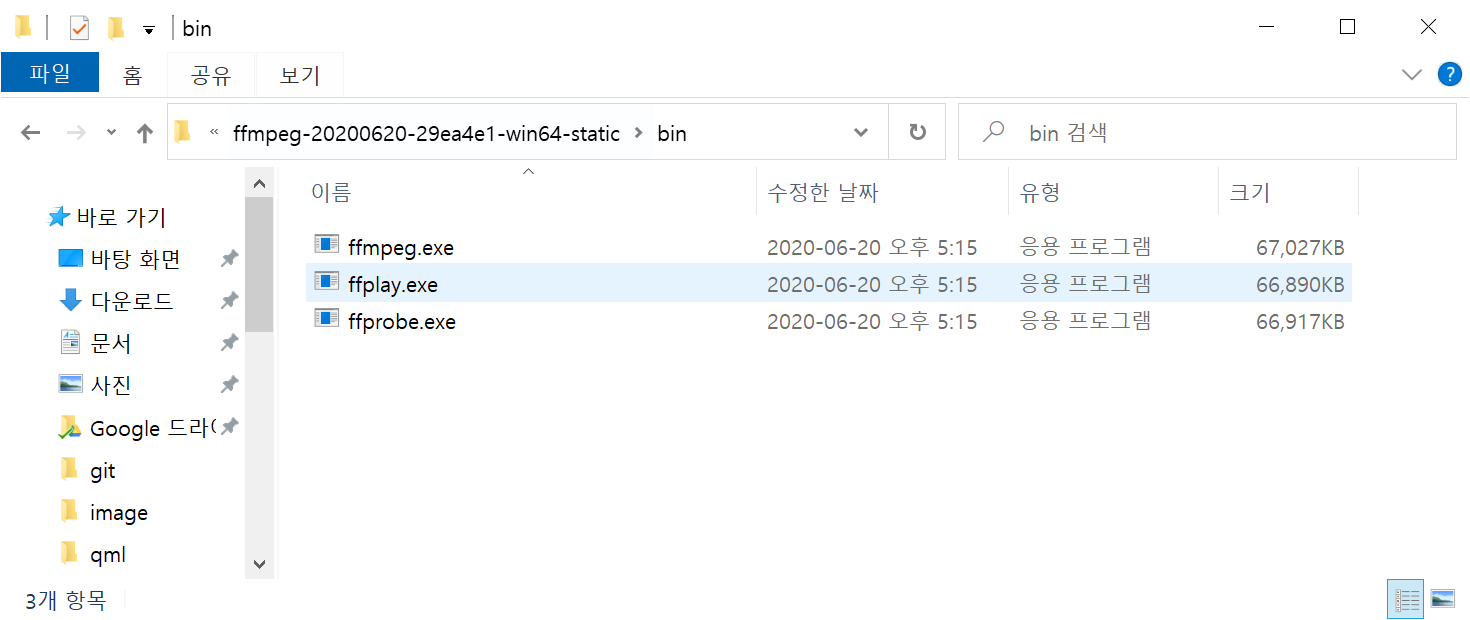 bin
파일 홈 공유 보기
« ffmpeg-20200620-29ea4e1-win64-static > bin
bin 검색
바로 가기
바탕 화면
다운로드
문서
사진
Google 드라이
git
image
qml
이름 수정한 날짜 유형 크기
ffmpeg.exe 2020-06-20 오후 5:15 응용 프로그램 67,027KB
ffplay.exe 2020-06-20 오후 5:15 응용 프로그램 66,890KB
ffprobe.exe 2020-06-20 오후 5:15 응용 프로그램 66,917KB
3개 항목